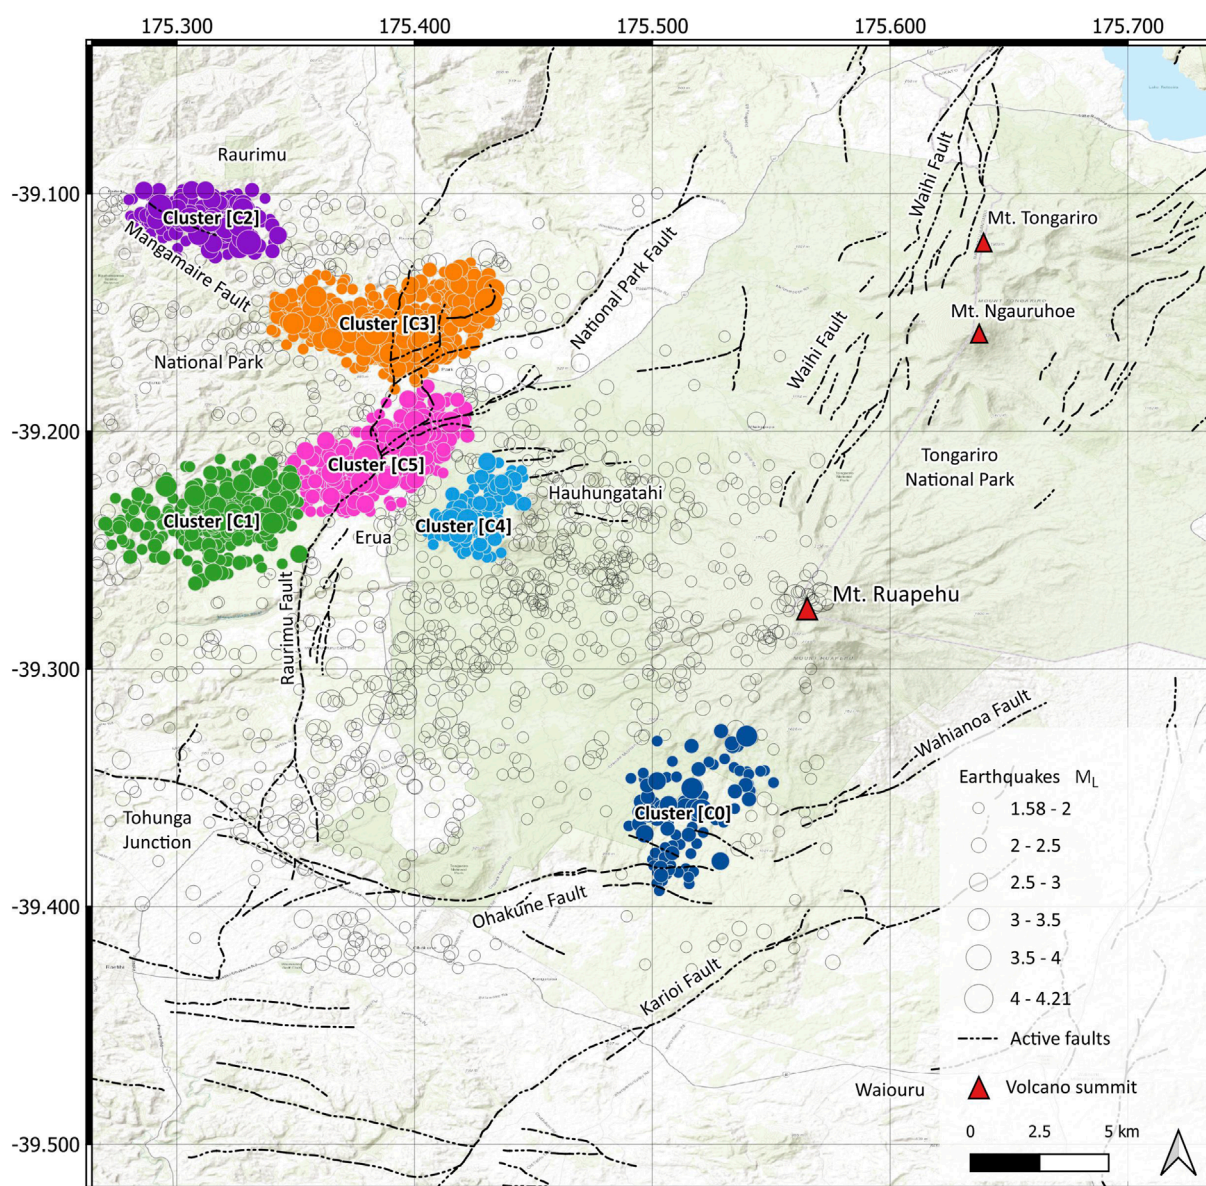 175.300
175.400
175.500
175.600
175.700
-39.100
-39.200
-39.300
-39.400
-39.500
Raurimu
Cluster [C2]
Mangamaire Fault
Waihi Fault
Mt. Tongariro
National Park Fault
Cluster [C3]
Mt. Ngauruhoe
Waihi Fault
National Park
Cluster [C5]
Tongariro
National Park
Hauhungatahi
Cluster [C1]
Cluster [C4]
Erua
Mt. Ruapehu
Raurimu Fault
Wahianoa Fault
Tohunga
Junction
Cluster [C0]
Ohakune Fault
Karioi Fault
Waiouru
Earthquakes ML
1.58 - 2
2 - 2.5
2.5 - 3
3 - 3.5
3.5 - 4
4 - 4.21
Active faults
Volcano summit
0 2.5 5 km